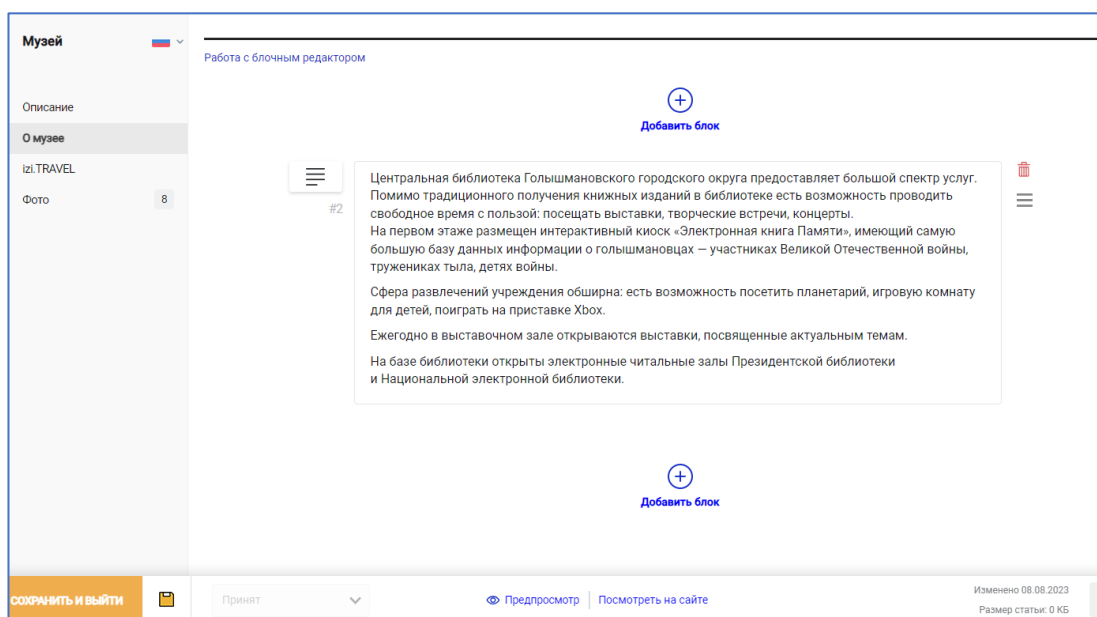 Музей
Работа с блочным редактором
Описание
О музее
izi.TRAVEL
Фото 8
Добавить блок
#2
Центральная библиотека Голышмановского городского округа предоставляет большой спектр услуг.
Помимо традиционного получения книжных изданий в библиотеке есть возможность проводить
свободное время с пользой: посещать выставки, творческие встречи, концерты.
На первом этаже размещен интерактивный киоск «Электронная книга Памяти», имеющий самую
большую базу данных информации о голышмановцах — участниках Великой Отечественной войны,
тружениках тыла, детях войны.
Сфера развлечений учреждения обширна: есть возможность посетить планетарий, игровую комнату
для детей, поиграть на приставке Xbox.
Ежегодно в выставочном зале открываются выставки, посвященные актуальным темам.
На базе библиотеки открыты электронные читальные залы Президентской библиотеки
и Национальной электронной библиотеки.
Добавить блок
СОХРАНИТЬ И ВЫЙТИ
Принят
Предпросмотр
Посмотреть на сайте
Изменено 08.08.2023
Размер статьи: 0 КБ